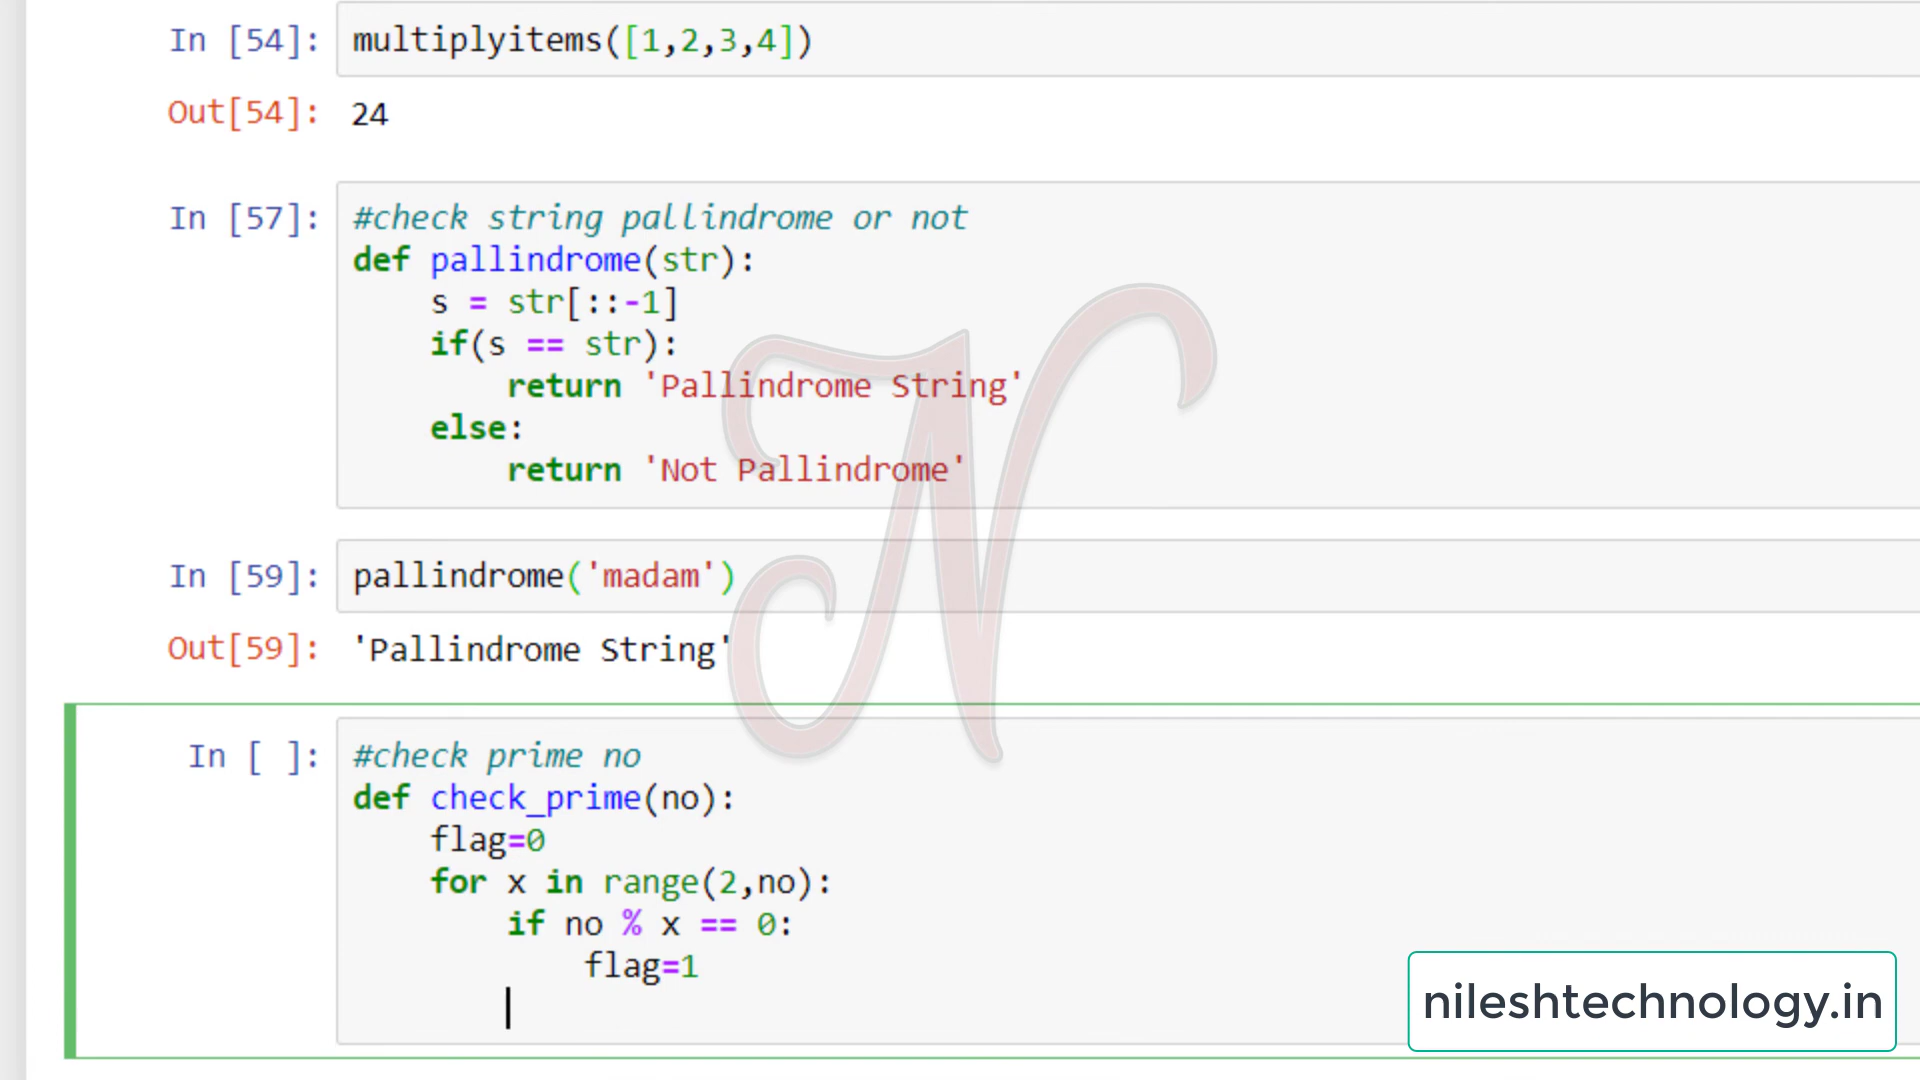 In [54]: multiplyitems([1,2,3,4])
Out[54]: 24
In [57]: #check string pallindrome or not
def pallindrome(str):
    s = str[::-1]
    if(s == str):
        return 'Pallindrome String'
    else:
        return 'Not Pallindrome'
In [59]: pallindrome('madam')
Out[59]: 'Pallindrome String'
In [ ]: #check prime no
def check_prime(no):
    flag=0
    for x in range(2,no):
        if no % x == 0:
            flag=1
N
nileshtechnology.in